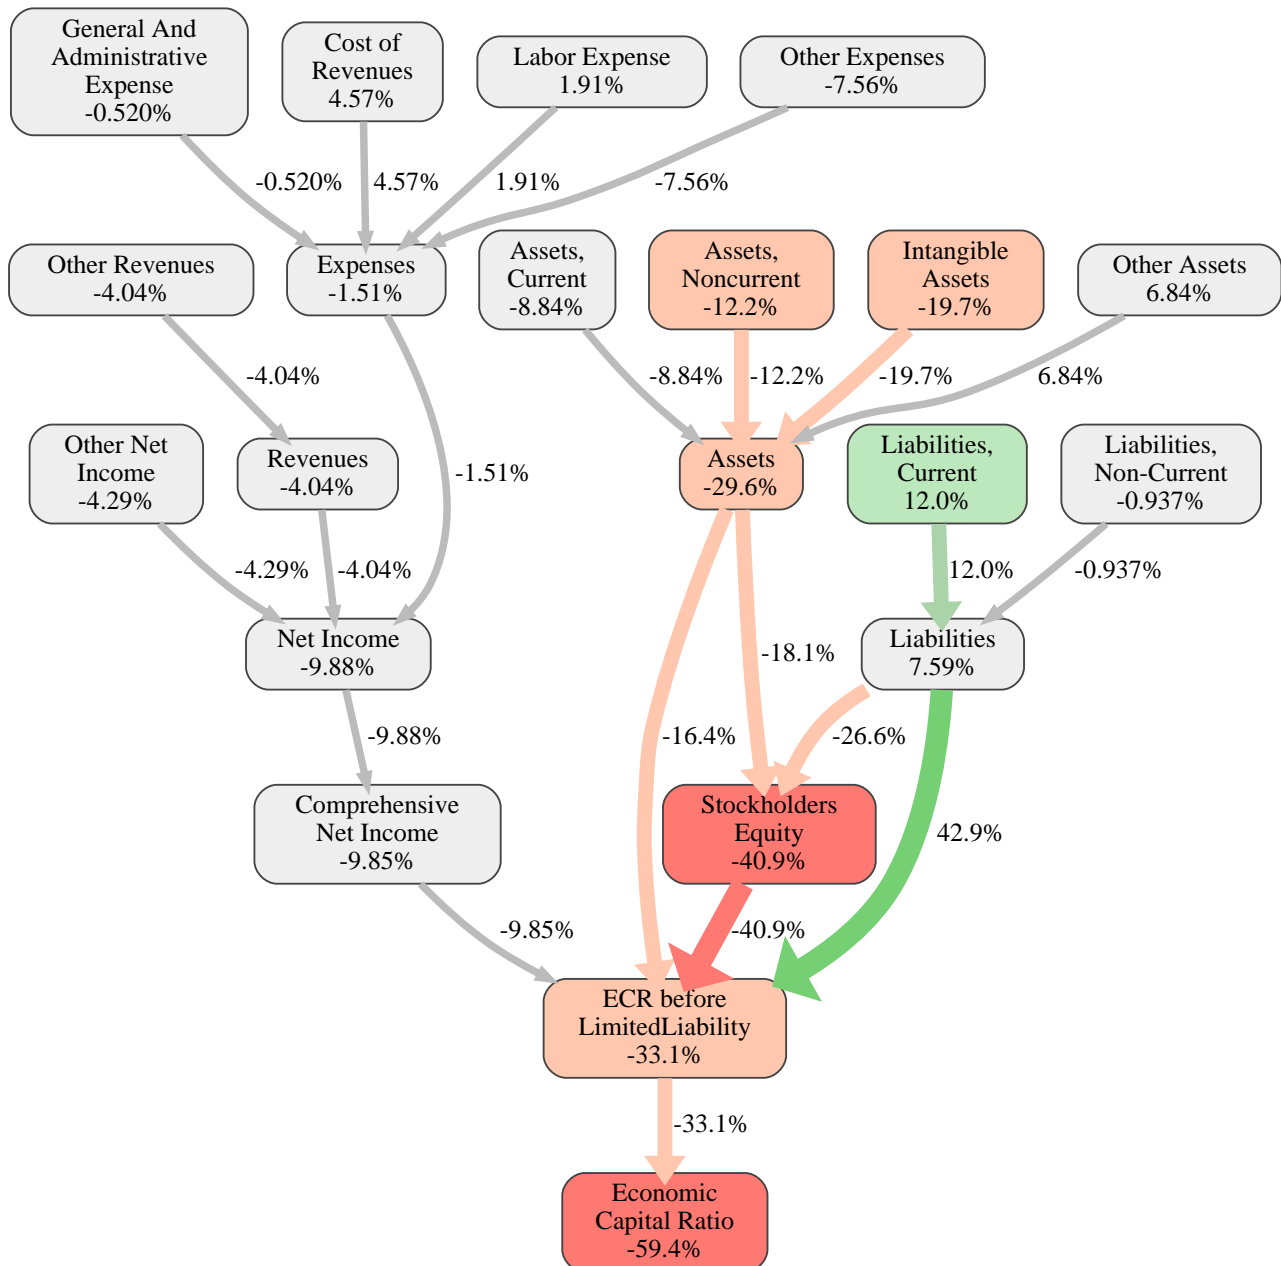 General And
Administrative
Expense
-0.520%
Cost of
Revenues
4.57%
Labor Expense
1.91%
Other Expenses
-7.56%
-0.520%
4.57%
1.91%
-7.56%
Other Revenues
-4.04%
Expenses
-1.51%
Assets,
Current
-8.84%
Assets,
Noncurrent
-12.2%
Intangible
Assets
-19.7%
Other Assets
6.84%
-4.04%
-8.84%
-12.2%
-19.7%
6.84%
Other Net
Income
-4.29%
Revenues
-4.04%
-1.51%
Assets
-29.6%
Liabilities,
Current
12.0%
Liabilities,
Non-Current
-0.937%
-4.29%
-4.04%
12.0%
-0.937%
Net Income
-9.88%
-18.1%
Liabilities
7.59%
-9.88%
-16.4%
-26.6%
Comprehensive
Net Income
-9.85%
Stockholders
Equity
-40.9%
42.9%
-9.85%
-40.9%
ECR before
LimitedLiability
-33.1%
-33.1%
Economic
Capital Ratio
-59.4%